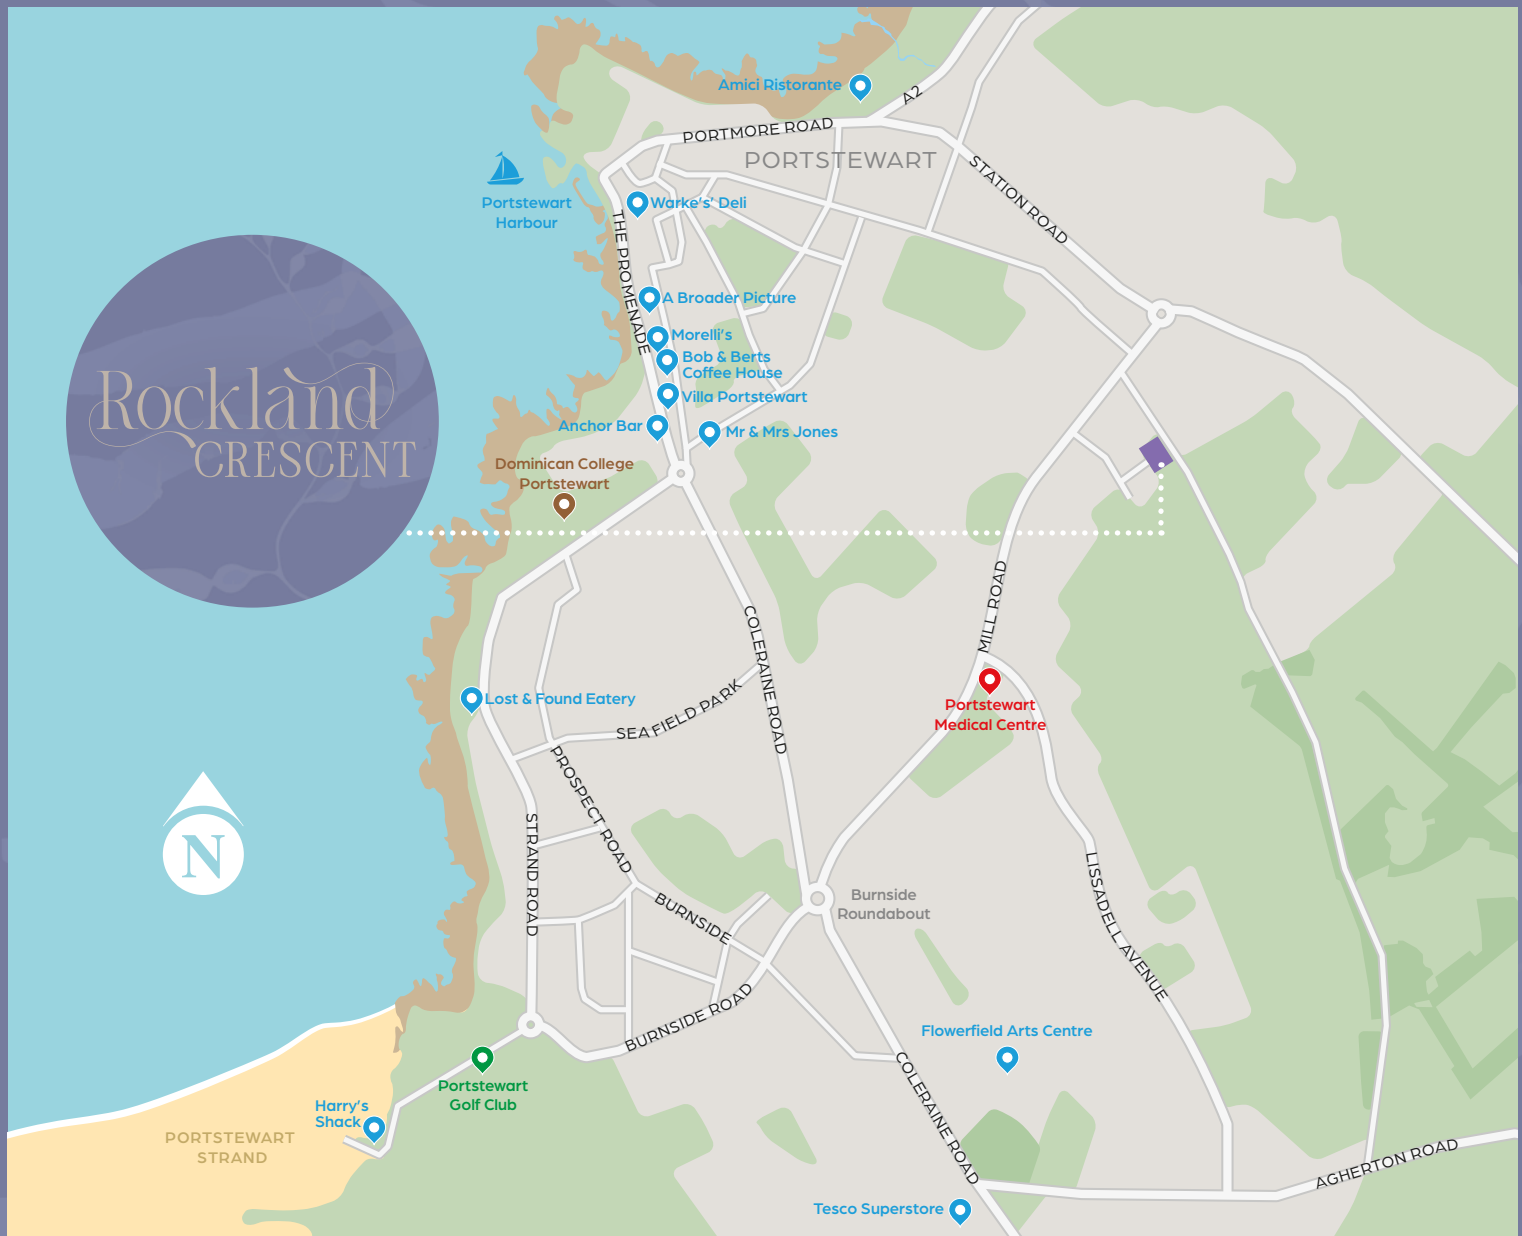 Amici Ristorante
A2
PORTMORE ROAD
PORTSTEWART
STATION ROAD
Portstewart
Harbour
Warke's' Deli
THE PROMENADE
A Broader Picture
Morelli's
Bob & Berts
Coffee House
Villa Portstewart
Anchor Bar
Mr & Mrs Jones
Rockland
CRESCENT
Dominican College
Portstewart
MILL ROAD
COLERAINE ROAD
Lost & Found Eatery
SEAFIELD PARK
Portstewart
Medical Centre
PROSPECT ROAD
STRAND ROAD
N
BURNSIDE
Burnside
Roundabout
LISSADELL AVENUE
BURNSIDE ROAD
Flowerfield Arts Centre
COLERAINE ROAD
Portstewart
Golf Club
Harry's
Shack
PORTSTEWART
STRAND
AGHERTON ROAD
Tesco Superstore